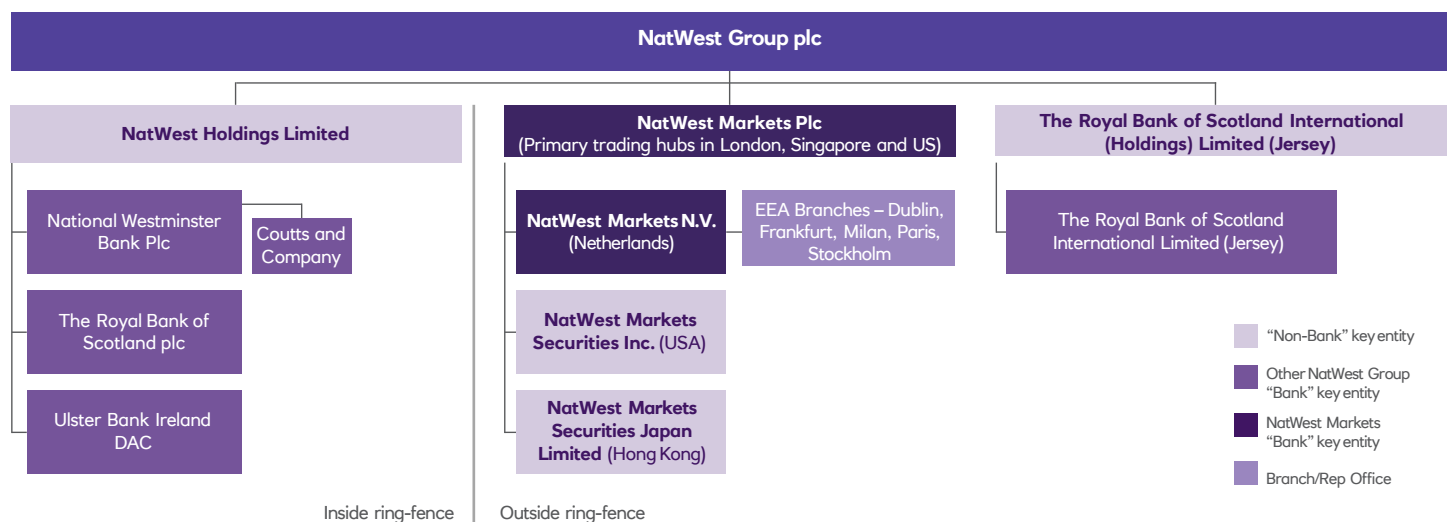 NatWest Group plc
NatWest Holdings Limited
NatWest Markets Plc
(Primary trading hubs in London, Singapore and US)
The Royal Bank of Scotland International
(Holdings) Limited (Jersey)
National Westminster
Bank Plc
Coutts and
Company
The Royal Bank of
Scotland plc
Ulster Bank Ireland
DAC
NatWest Markets N.V.
(Netherlands)
EEA Branches – Dublin,
Frankfurt, Milan, Paris,
Stockholm
NatWest Markets
Securities Inc. (USA)
NatWest Markets
Securities Japan
Limited (Hong Kong)
The Royal Bank of Scotland
International Limited (Jersey)
“Non-Bank” key entity
Other NatWest Group
“Bank” key entity
NatWest Markets
“Bank” key entity
Branch/Rep Office
Inside ring-fence
Outside ring-fence